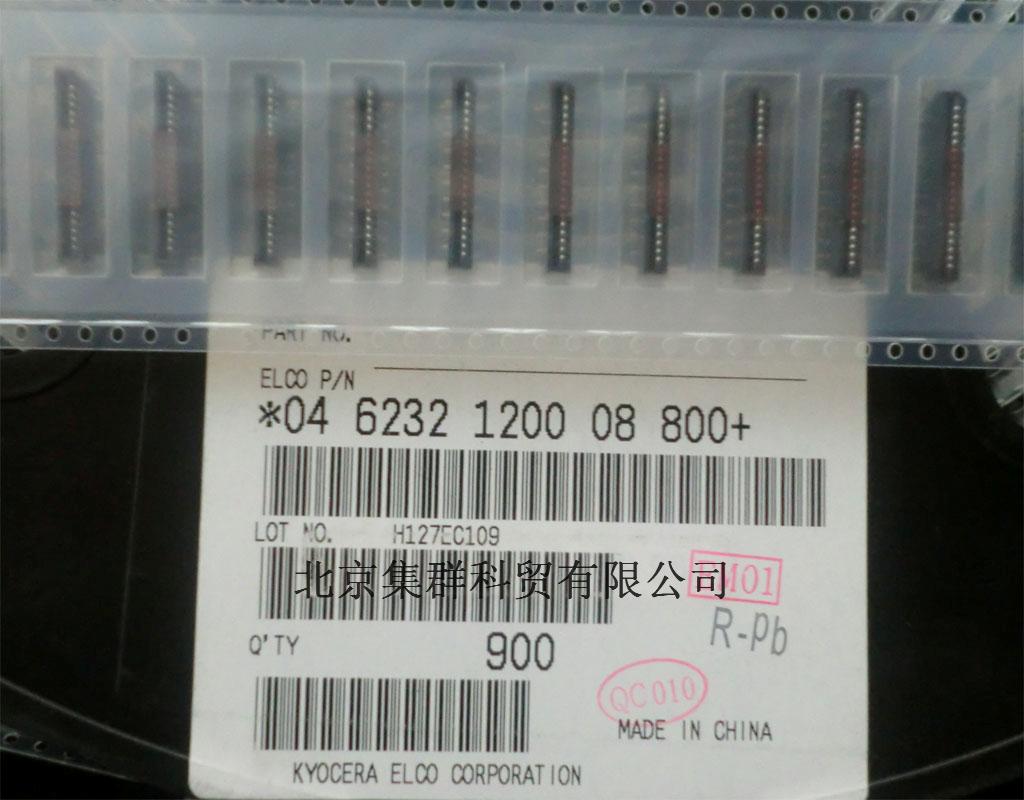 PART NO.
ELCO P/N
*04 6232 1200 08 800+
LOT NO. H127EC109
北京集群科贸有限公司
R-Pb
Q'TY 900
QC010
MADE IN CHINA
KYOCERA ELCO CORPORATION